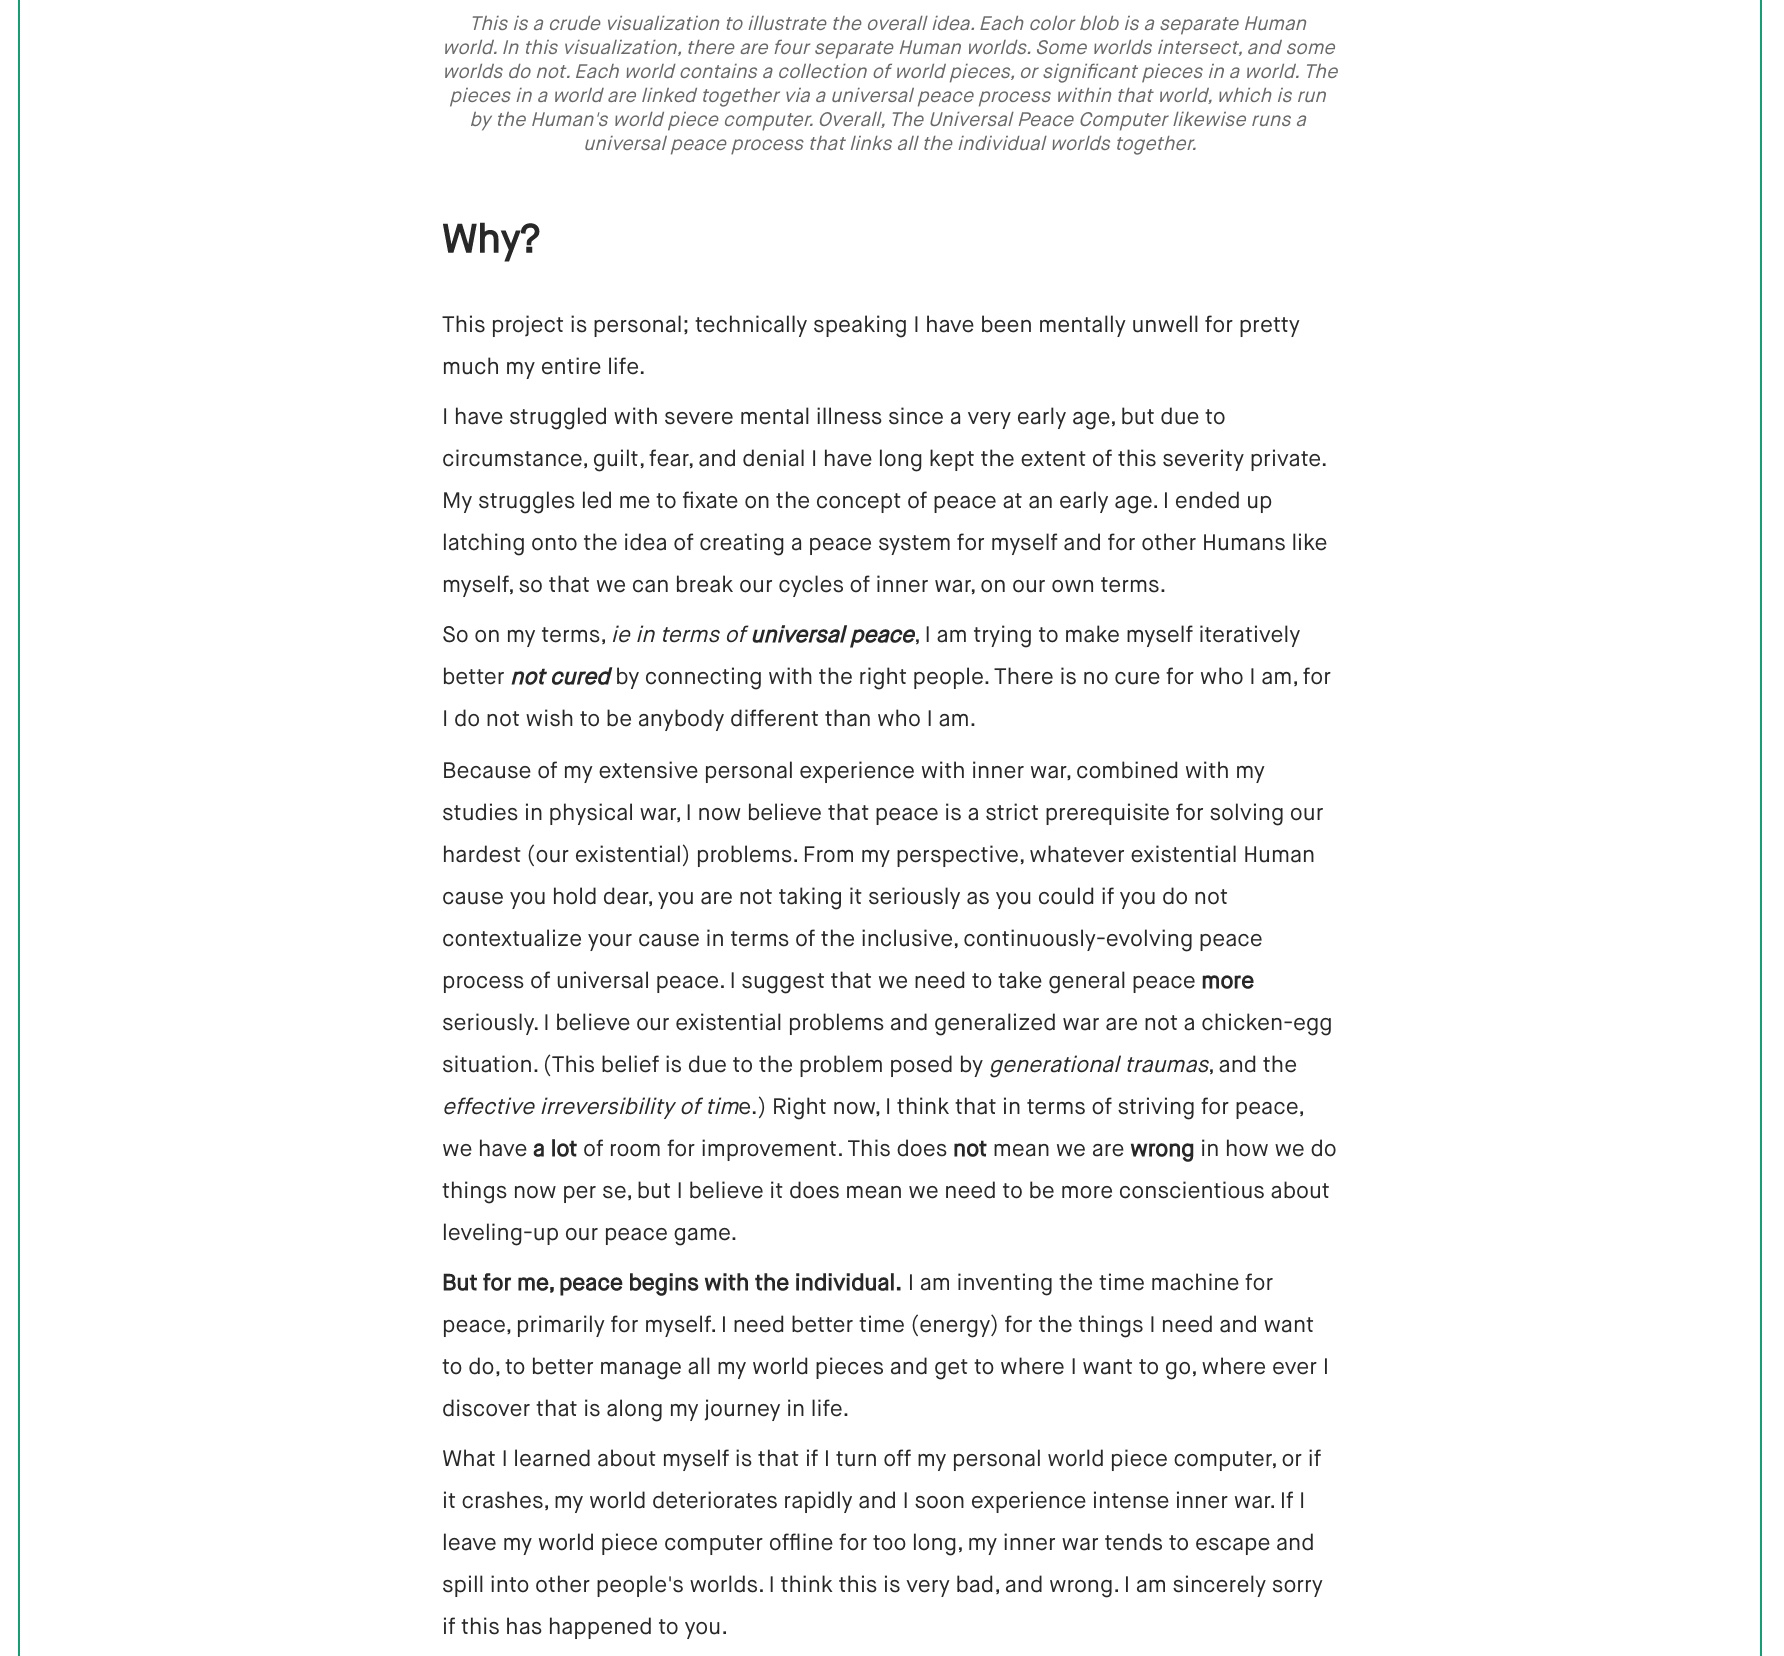 This is a crude visualization to illustrate the overall idea. Each color blob is a separate Human
world. In this visualization, there are four separate Human worlds. Some worlds intersect, and some
worlds do not. Each world contains a collection of world pieces, or significant pieces in a world. The
pieces in a world are linked together via a universal peace process within that world, which is run
by the Human's world piece computer. Overall, The Universal Peace Computer likewise runs a
universal peace process that links all the individual worlds together.
Why?
This project is personal; technically speaking I have been mentally unwell for pretty
much my entire life.
I have struggled with severe mental illness since a very early age, but due to
circumstance, guilt, fear, and denial I have long kept the extent of this severity private.
My struggles led me to fixate on the concept of peace at an early age. I ended up
latching onto the idea of creating a peace system for myself and for other Humans like
myself, so that we can break our cycles of inner war, on our own terms.
So on my terms, ie in terms of universal peace, I am trying to make myself iteratively
better not cured by connecting with the right people. There is no cure for who I am, for
I do not wish to be anybody different than who I am.
Because of my extensive personal experience with inner war, combined with my
studies in physical war, I now believe that peace is a strict prerequisite for solving our
hardest (our existential) problems. From my perspective, whatever existential Human
cause you hold dear, you are not taking it seriously as you could if you do not
contextualize your cause in terms of the inclusive, continuously-evolving peace
process of universal peace. I suggest that we need to take general peace more
seriously. I believe our existential problems and generalized war are not a chicken-egg
situation. (This belief is due to the problem posed by generational traumas, and the
effective irreversibility of time.) Right now, I think that in terms of striving for peace,
we have a lot of room for improvement. This does not mean we are wrong in how we do
things now per se, but I believe it does mean we need to be more conscientious about
leveling-up our peace game.
But for me, peace begins with the individual. I am inventing the time machine for
peace, primarily for myself. I need better time (energy) for the things I need and want
to do, to better manage all my world pieces and get to where I want to go, where ever I
discover that is along my journey in life.
What I learned about myself is that if I turn off my personal world piece computer, or if
it crashes, my world deteriorates rapidly and I soon experience intense inner war. If I
leave my world piece computer offline for too long, my inner war tends to escape and
spill into other people's worlds. I think this is very bad, and wrong. I am sincerely sorry
if this has happened to you.